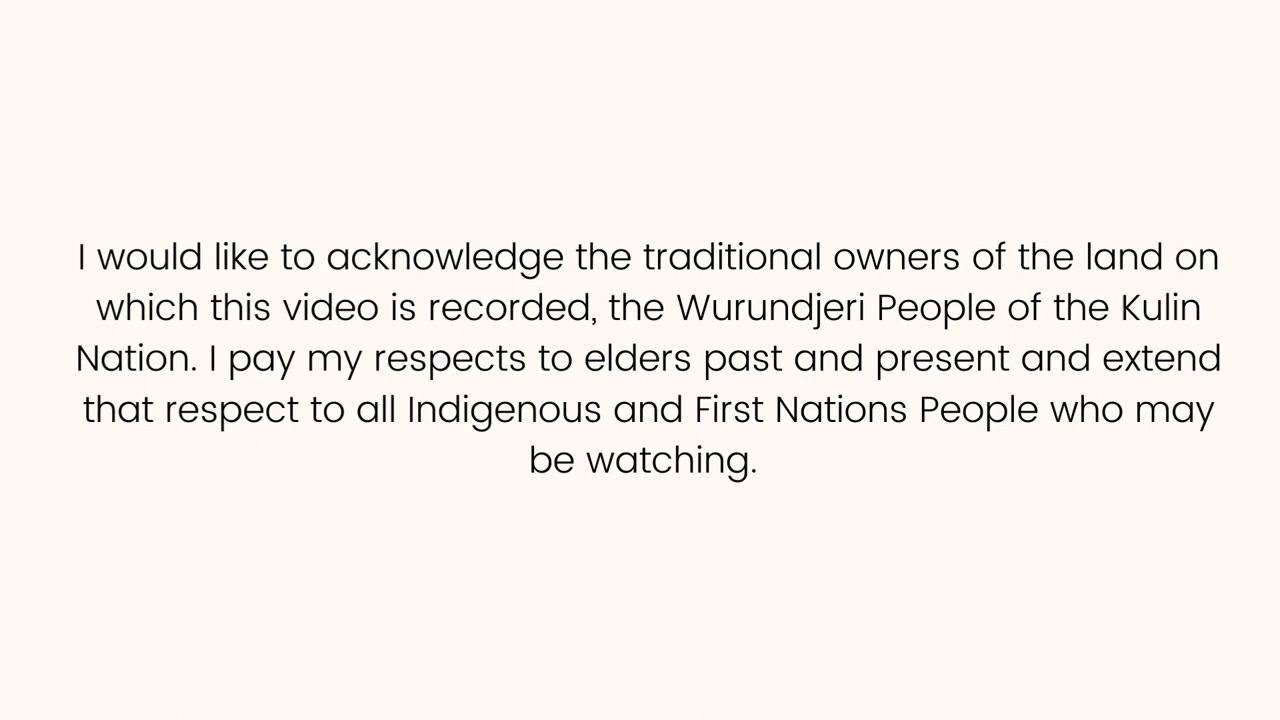 I would like to acknowledge the traditional owners of the land on
which this video is recorded, the Wurundjeri People of the Kulin
Nation. I pay my respects to elders past and present and extend
that respect to all Indigenous and First Nations People who may
be watching.